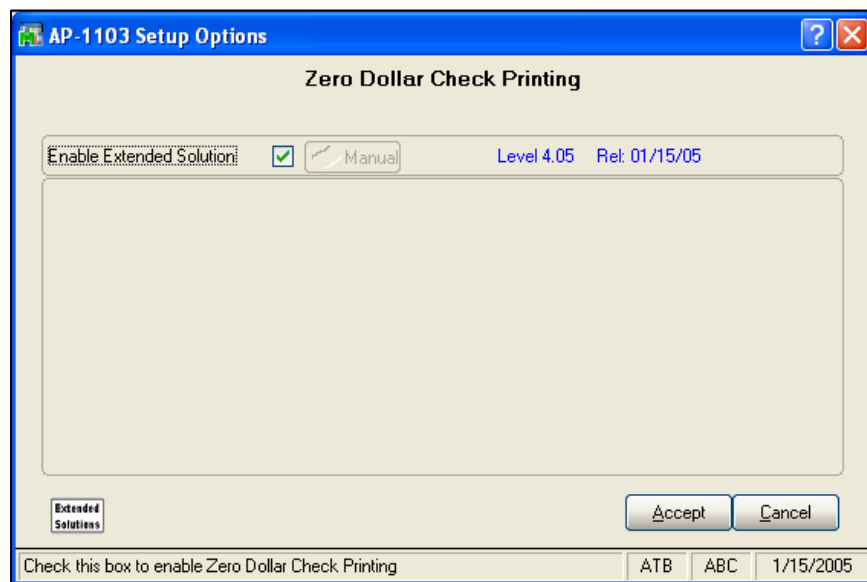 AP-1103 Setup Options
Zero Dollar Check Printing
Enable Extended Solution Manual Level 4.05 Rel: 01/15/05
Extended
Solutions
Accept Cancel
Check this box to enable Zero Dollar Check Printing ATB ABC 1/15/2005